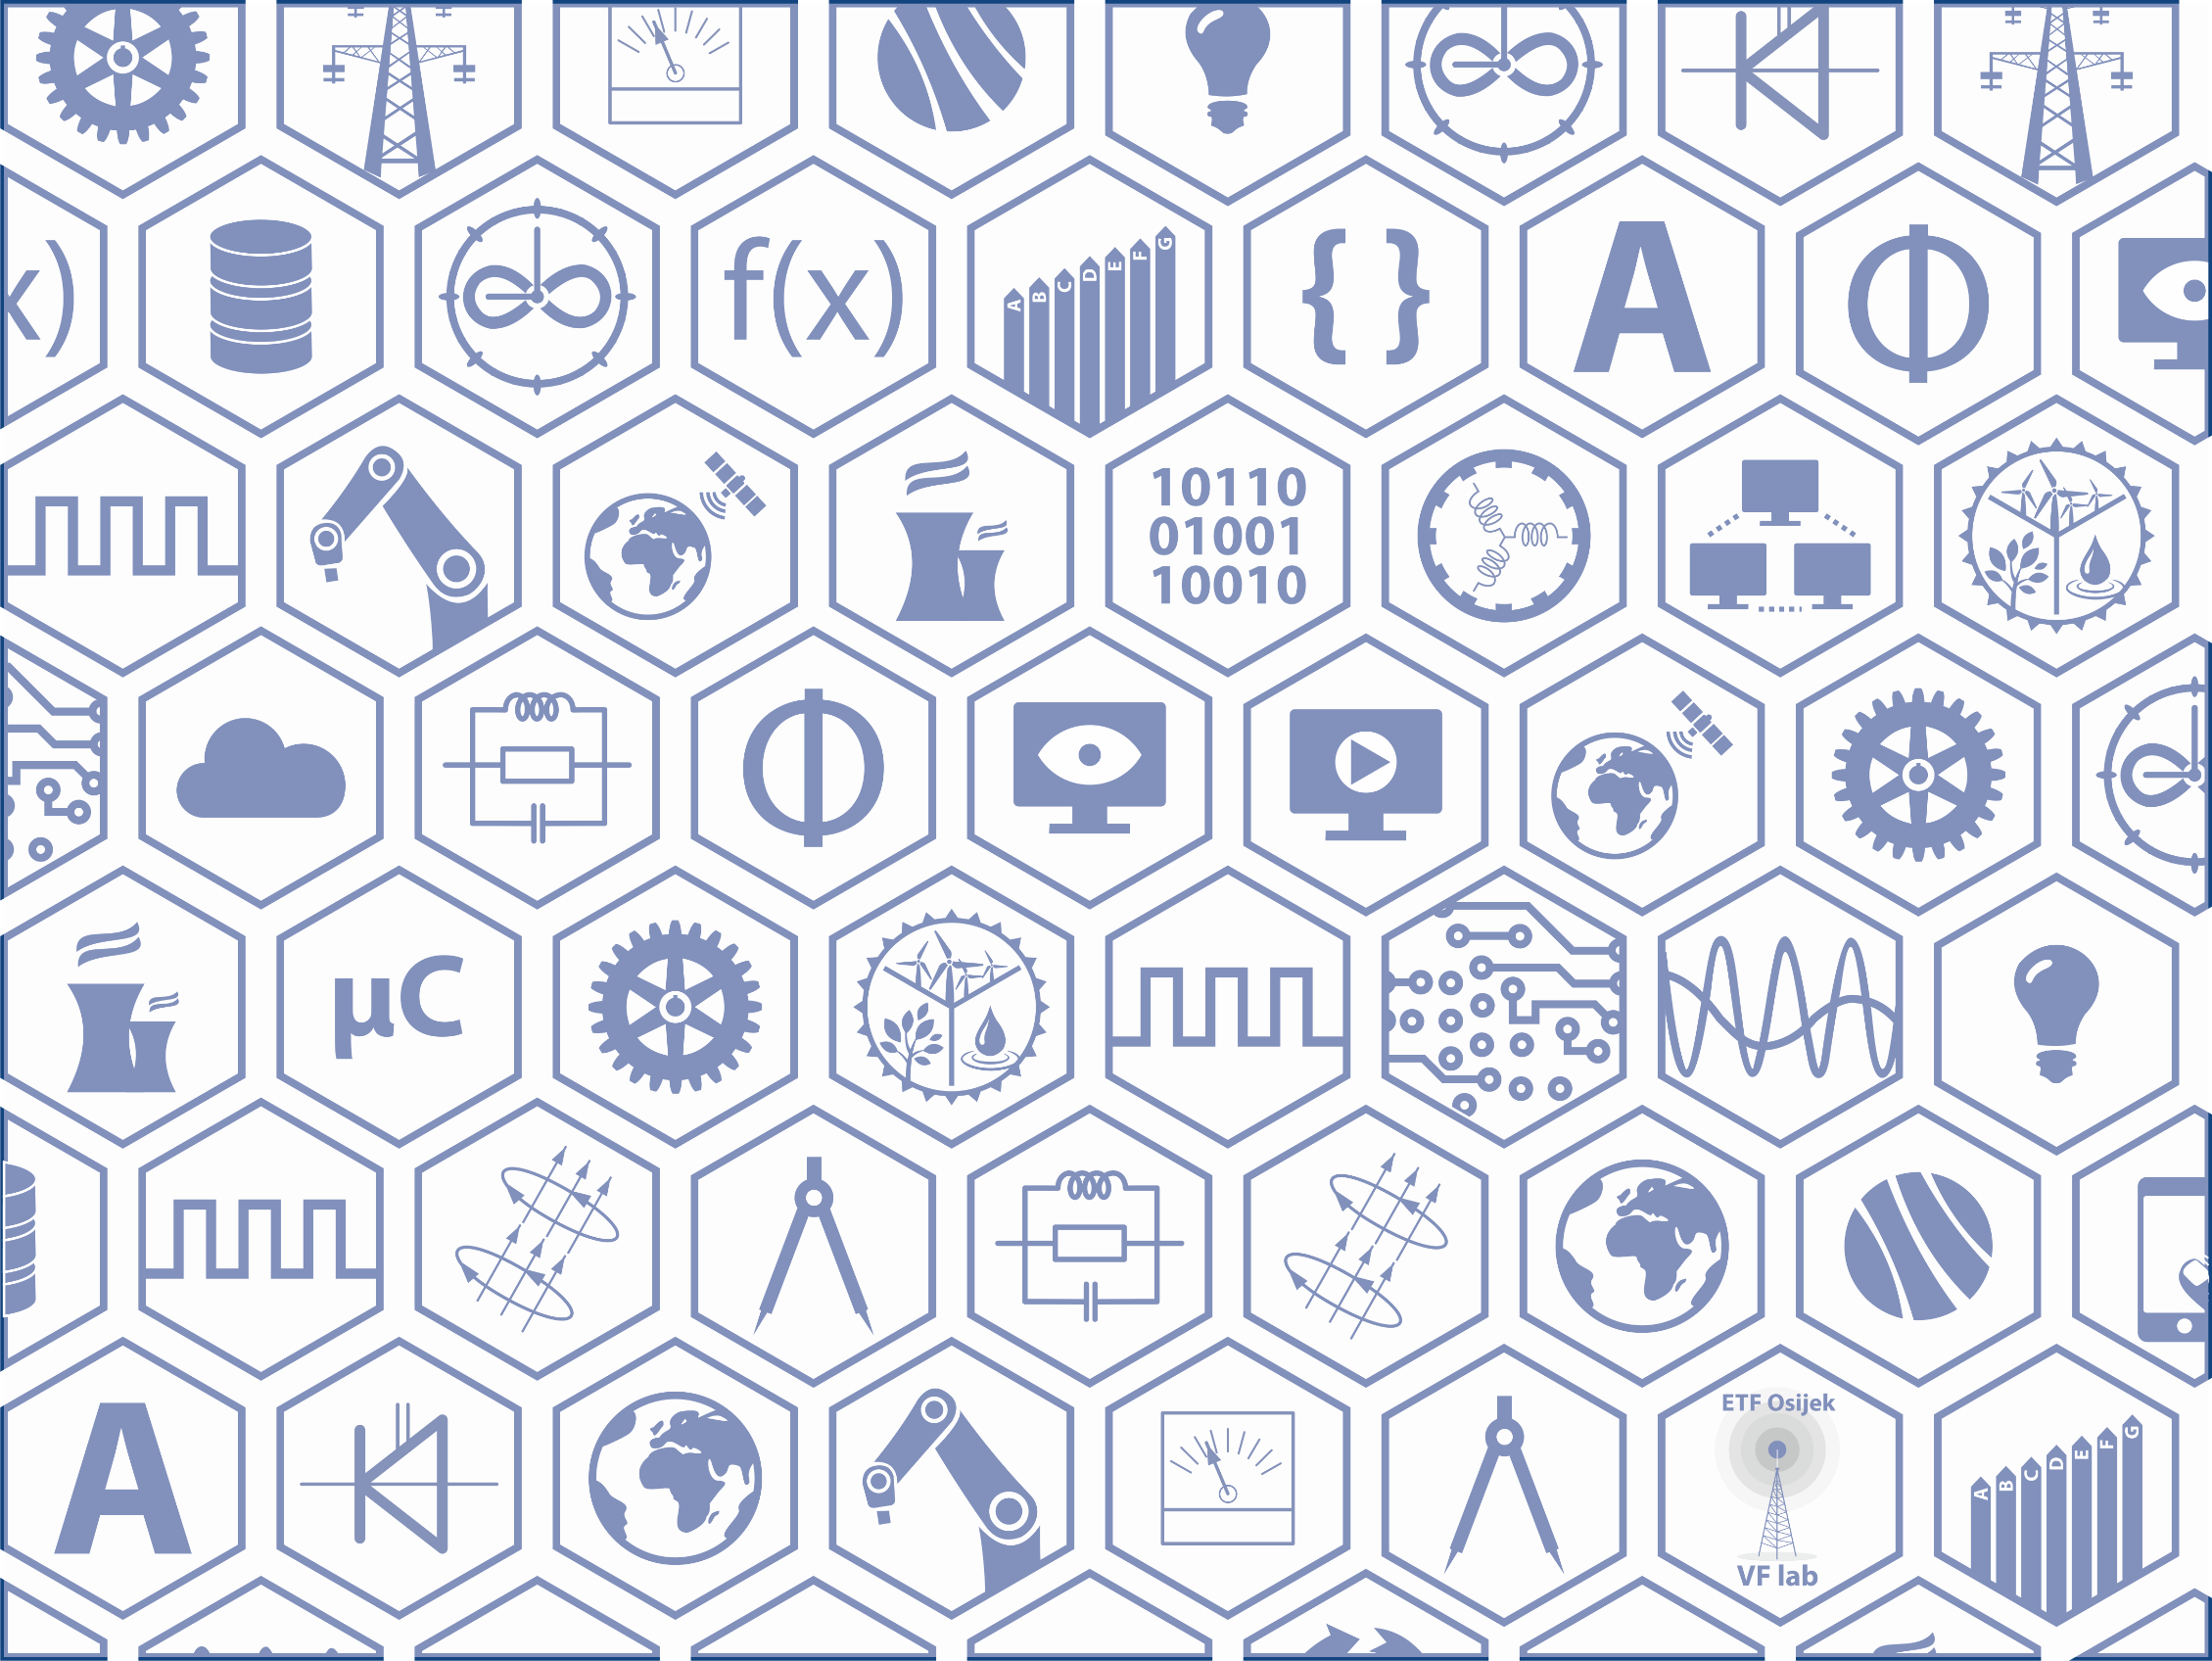 x)
f(x)
A
B
C
D
E
F
G
{ }
A
Φ
10110
01001
10010
Φ
µC
A
ETF Osijek
VF lab
A
B
C
D
E
F
G